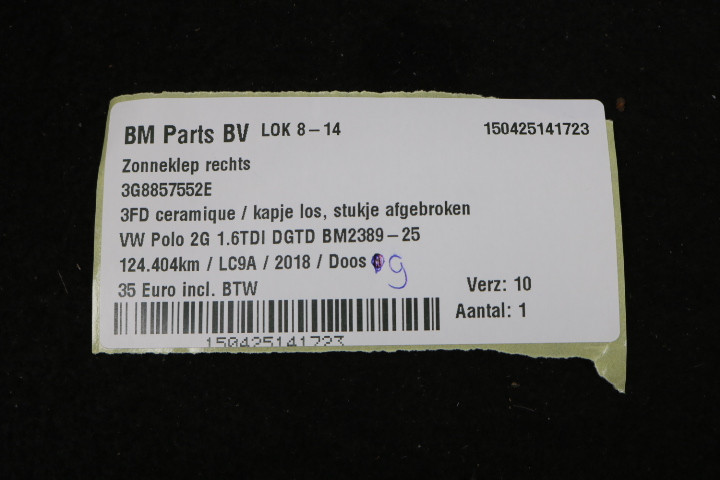 BM Parts BV LOK 8-14 150425141723
Zonneklep rechts
3G8857552E
3FD ceramique / kapje los, stukje afgebroken
VW Polo 2G 1.6TDI DGTD BM2389-25
124.404km / LC9A / 2018 / Doos 9
35 Euro incl. BTW Verz: 10
Aantal: 1
150425141723